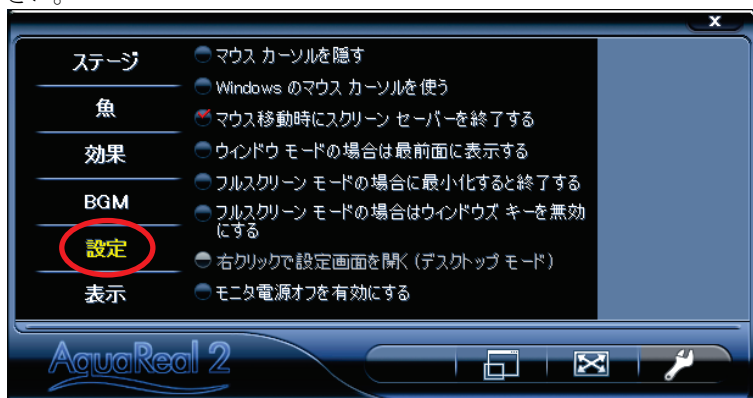 さい。
X
ステージ
魚
効果
BGM
設定
表示
マウス カーソルを隠す
Windows のマウス カーソルを使う
マウス移動時にスクリーン セーバーを終了する
ウィンドウ モードの場合は最前面に表示する
フルスクリーン モードの場合に最小化すると終了する
フルスクリーン モードの場合はウィンドウズ キーを無効
にする
右クリックで設定画面を開く（デスクトップ モード）
モニタ電源オフを有効にする
AquaReal 2